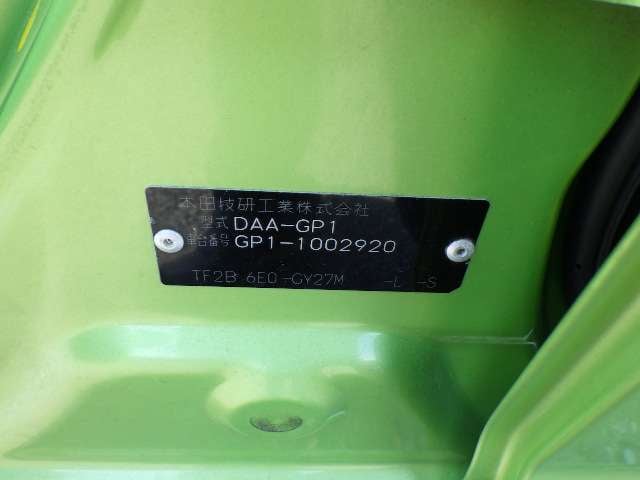 本田技研工業株式会社
型式 DAA-GP1
車台番号 GP1-1002920
TF2B 6E0-GY27M -L -S